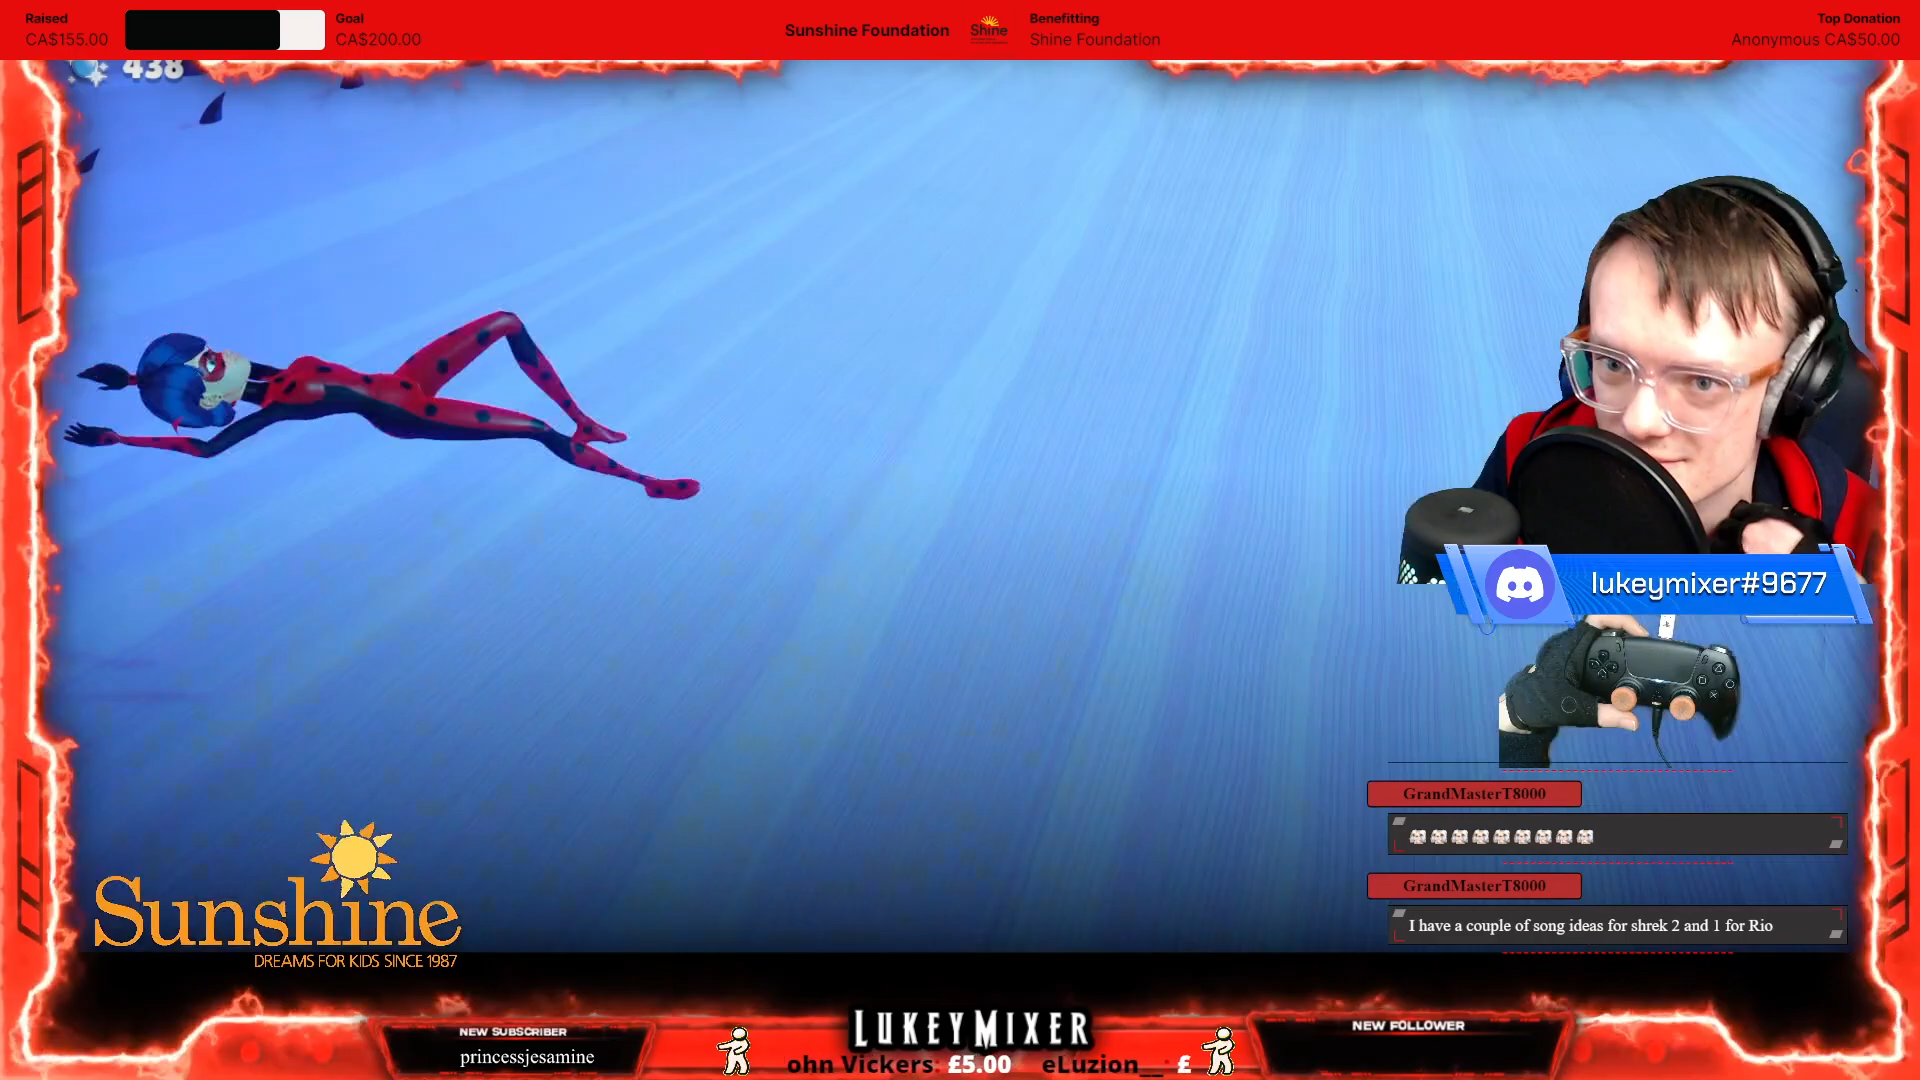 Raised
CA$155.00
Goal
CA$200.00
Sunshine Foundation
Shine
Benefitting
Shine Foundation
Top Donation
Anonymous CA$50.00
438
lukeymixer#9677
GrandMasterT8000
GrandMasterT8000
I have a couple of song ideas for shrek 2 and 1 for Rio
Sunshine
DREAMS FOR KIDS SINCE 1987
NEW SUBSCRIBER
princessjesamine
LUKEYMIXER
ohn Vickers: £5.00 eLuzion__: £
NEW FOLLOWER